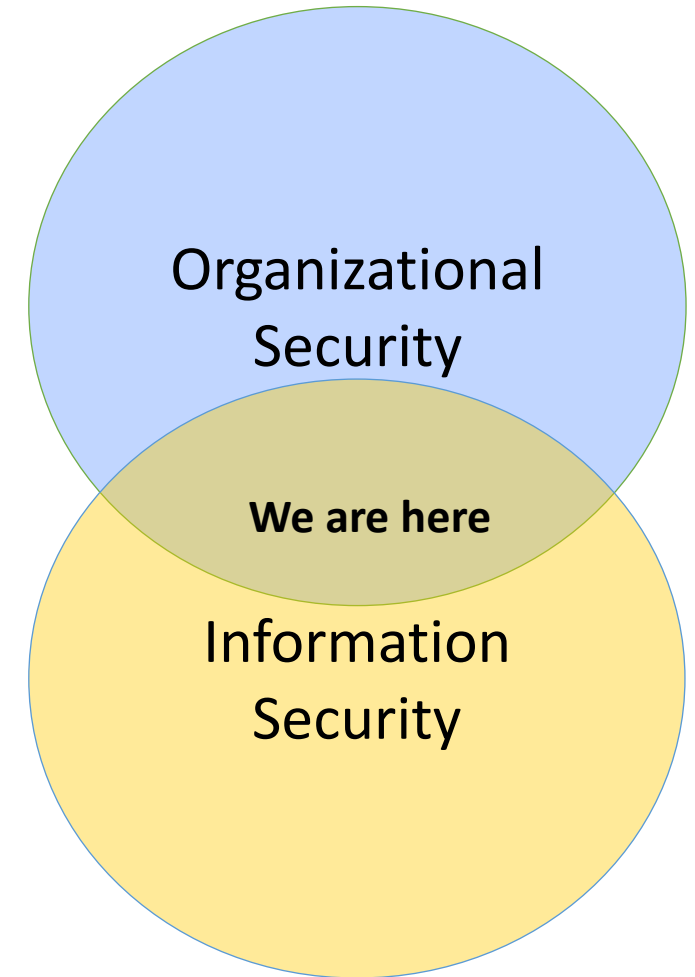 Organizational
Security
We are here
Information
Security